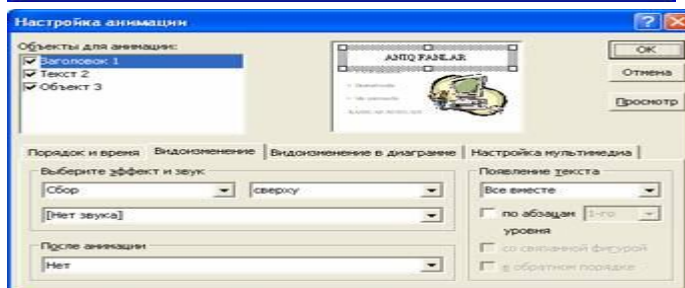 Настройка анимации
Объекты для анимации:
Заголовок 1
Текст 2
Объект 3
ANIQ FANLAR
OK
Отмена
Просмотр
Порядок и время Видоизменение Видоизменение в диаграмме Настройка мультимедиа
Выберите эффект и звук
Сбор сверху
[Нет звука]
Появление текста
Все вместе
по абзацам 1-го
уровня
со связанной фигурой
в обратном порядке
После анимации
Нет